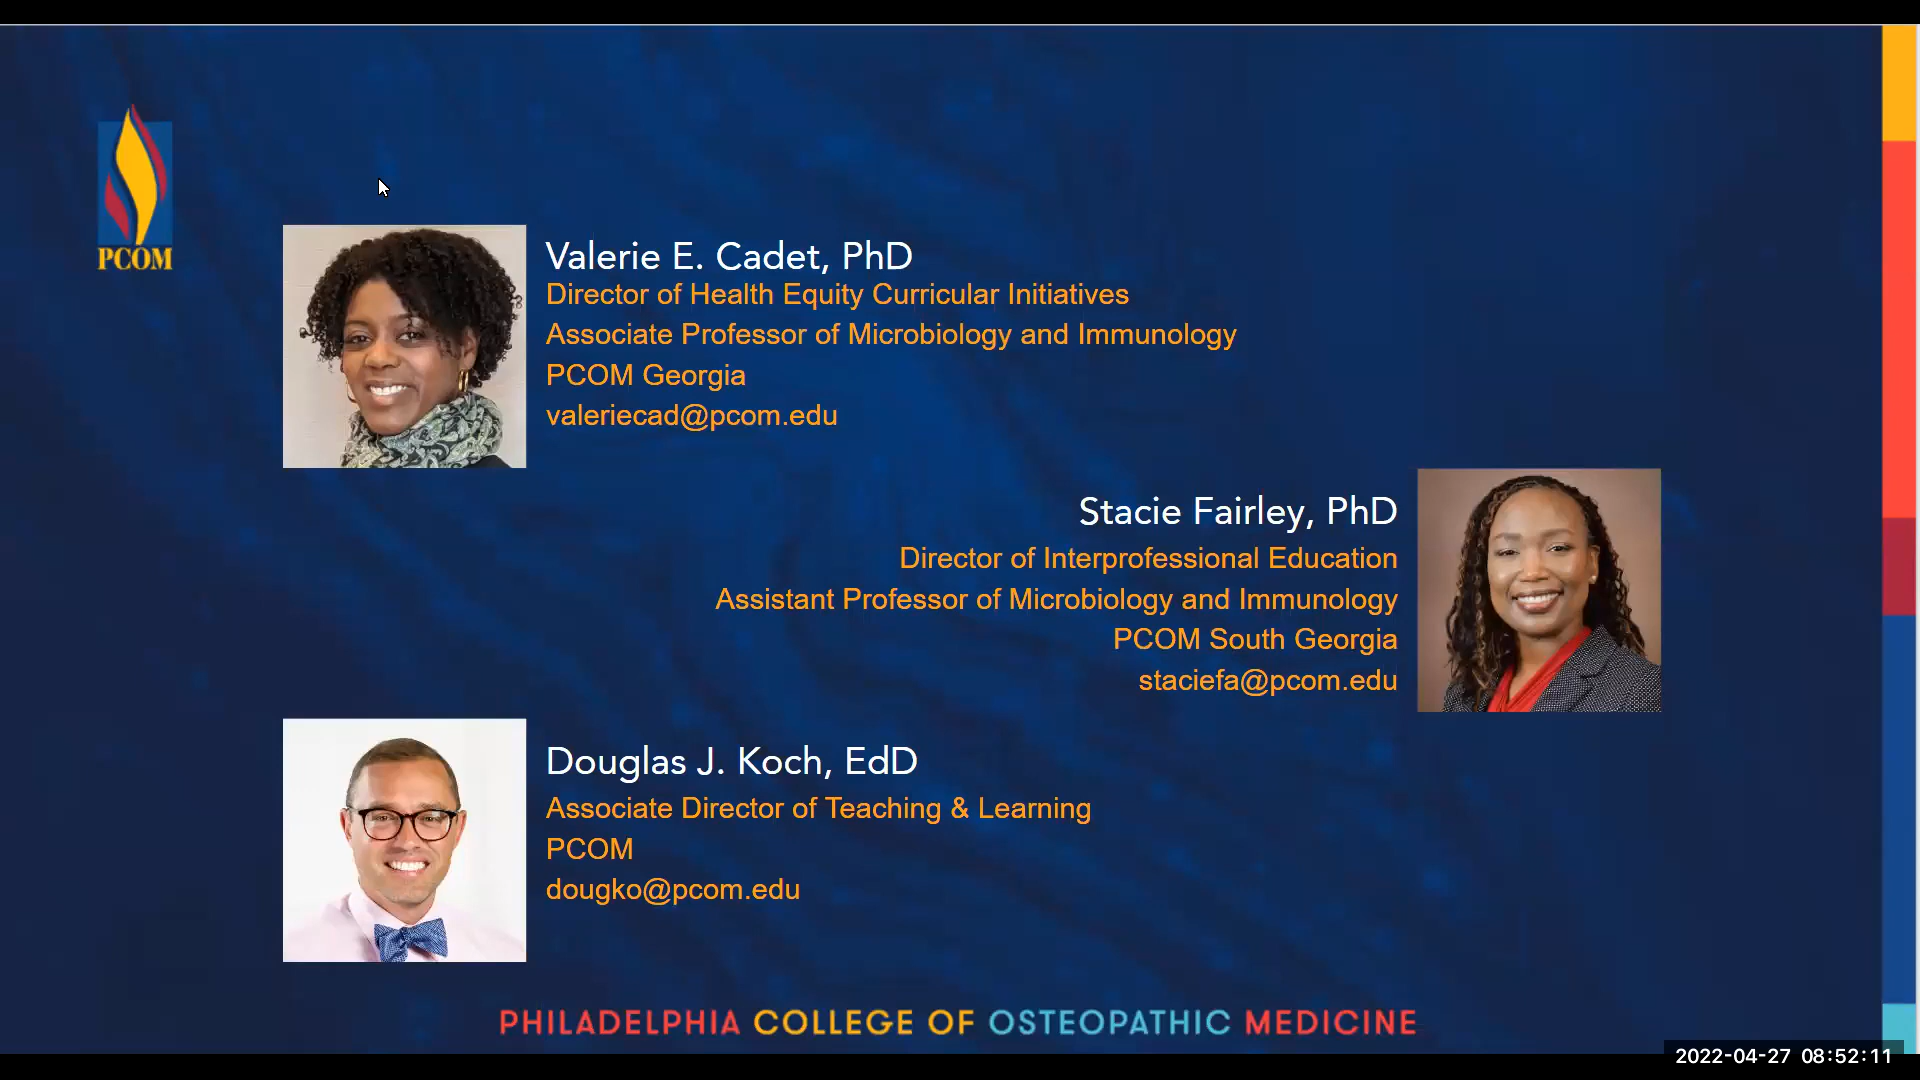 PCOM
Valerie E. Cadet, PhD
Director of Health Equity Curricular Initiatives
Associate Professor of Microbiology and Immunology
PCOM Georgia
valeriecad@pcom.edu
Stacie Fairley, PhD
Director of Interprofessional Education
Assistant Professor of Microbiology and Immunology
PCOM South Georgia
staciefa@pcom.edu
Douglas J. Koch, EdD
Associate Director of Teaching & Learning
PCOM
dougko@pcom.edu
PHILADELPHIA COLLEGE OF OSTEOPATHIC MEDICINE
2022-04-27 08:52:11